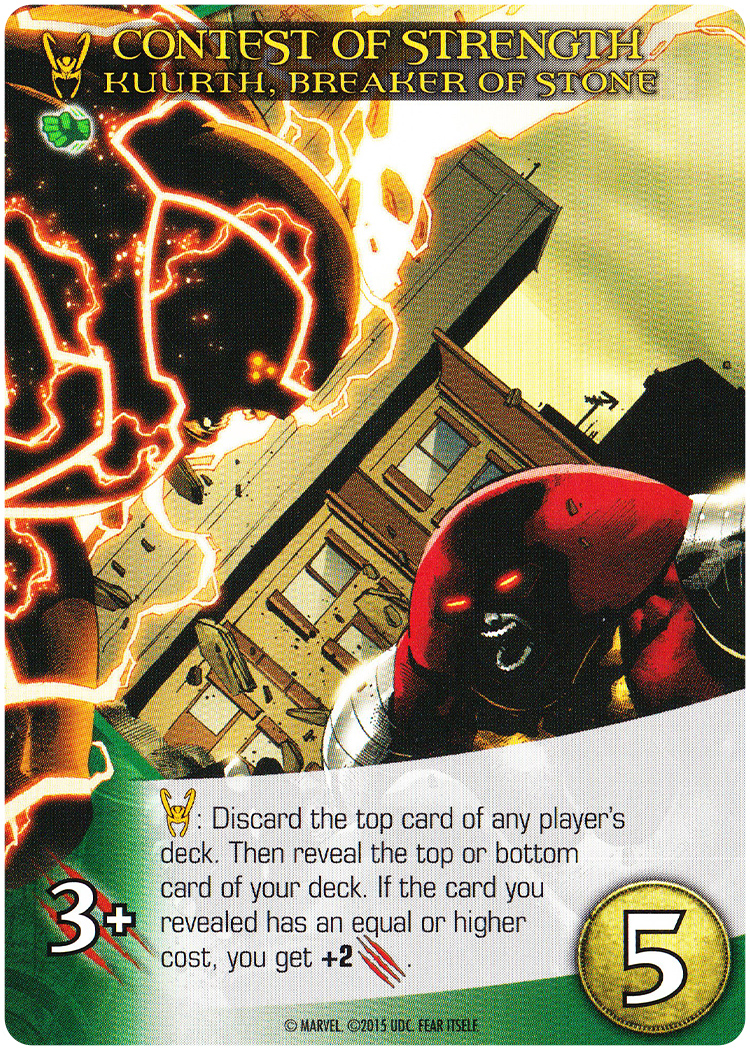 CONTEST OF STRENGTH
KUURTH, BREAKER OF STONE
: Discard the top card of any player's
deck. Then reveal the top or bottom
card of your deck. If the card you
revealed has an equal or higher
cost, you get +2 .
3+
5
© MARVEL. ©2015 UDC. FEAR ITSELF